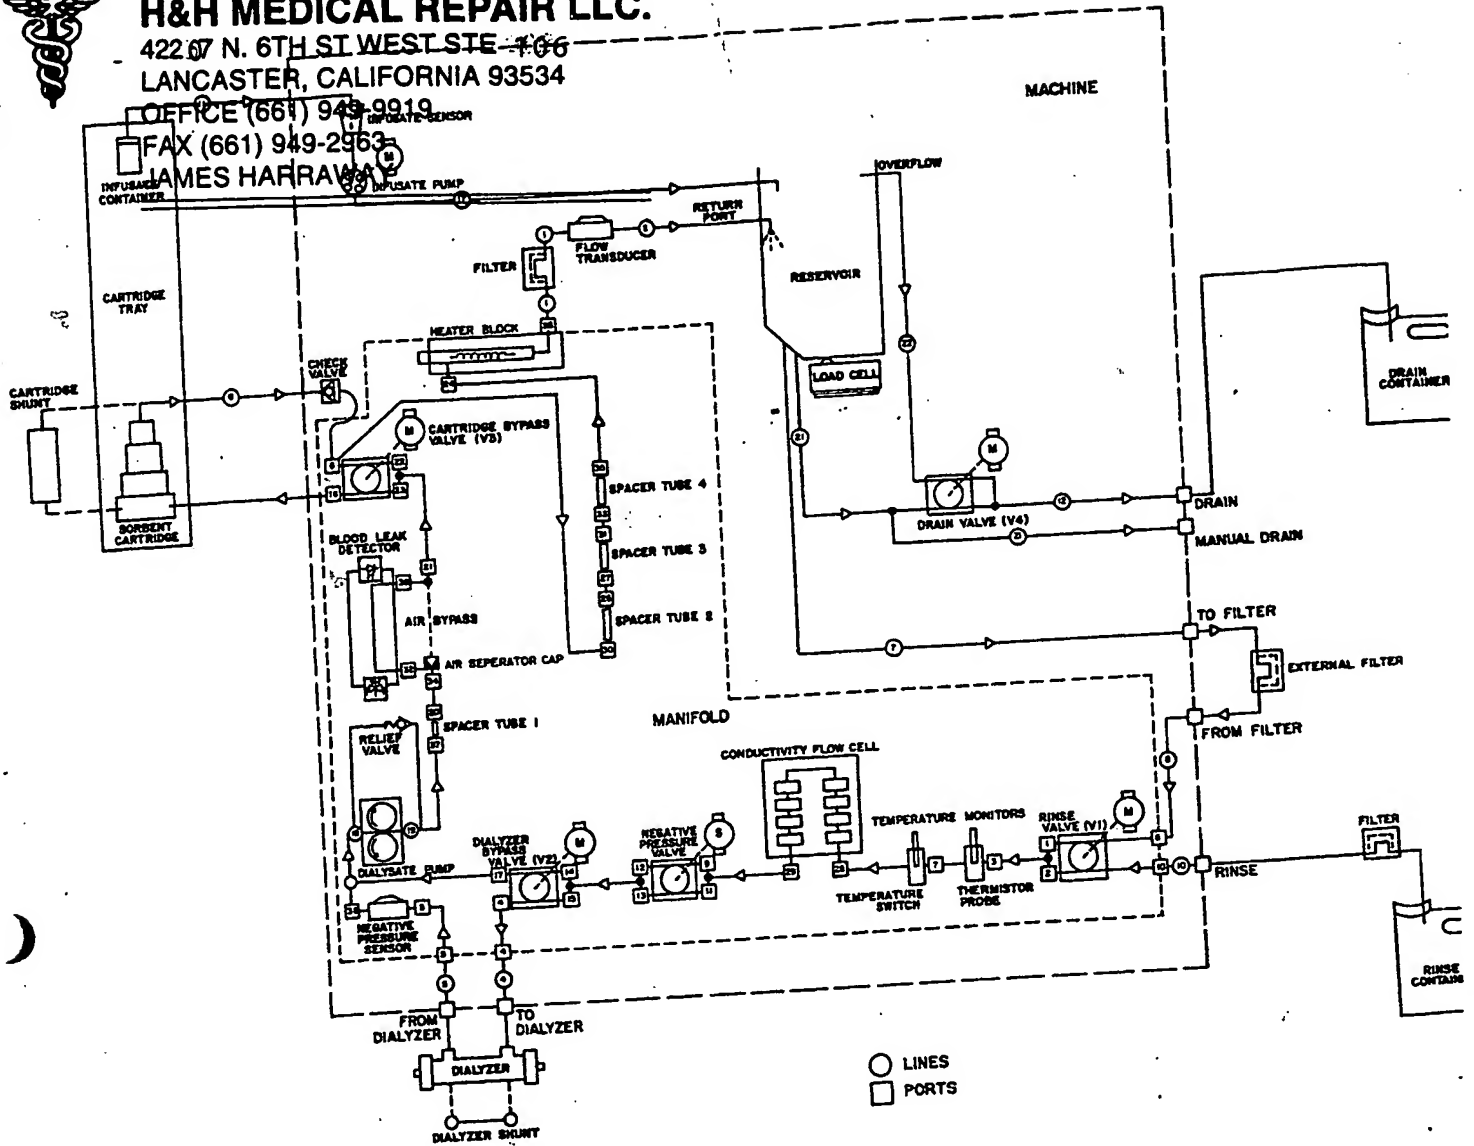 H&H MEDICAL REPAIR LLC.
42207 N. 6TH ST WEST STE 106
LANCASTER, CALIFORNIA 93534
OFFICE (661) 949-9919
FAX (661) 949-2963
JAMES HARRAWAY
MACHINE
INFUSATE SENSOR
M
INFUSATE PUMP
INFUSATE
CONTAINER
OVERFLOW
RETURN
PORT
FLOW
TRANSDUCER
FILTER
RESERVOIR
CARTRIDGE
TRAY
HEATER BLOCK
LOAD CELL
DRAIN
CONTAINER
CHECK
VALVE
CARTRIDGE
SHUNT
M
CARTRIDGE BYPASS
VALVE (V3)
M
SPACER TUBE 4
DRAIN VALVE (V4)
DRAIN
SORBENT
CARTRIDGE
MANUAL DRAIN
BLOOD LEAK
DETECTOR
SPACER TUBE 3
AIR BYPASS
SPACER TUBE 2
TO FILTER
AIR SEPERATOR CAP
EXTERNAL FILTER
SPACER TUBE 1
MANIFOLD
FROM FILTER
RELIEF
VALVE
CONDUCTIVITY FLOW CELL
TEMPERATURE MONITORS
RINSE
VALVE (V1)
M
FILTER
DIALYZER
BYPASS
VALVE (V2)
M
NEGATIVE
PRESSURE
VALVE
S
DIALYSATE PUMP
RINSE
TEMPERATURE
SWITCH
THERMISTOR
PROBE
NEGATIVE
PRESSURE
SENSOR
RINSE
CONTAIN
FROM
DIALYZER
TO
DIALYZER
DIALYZER
DIALYZER SHUNT
LINES
PORTS